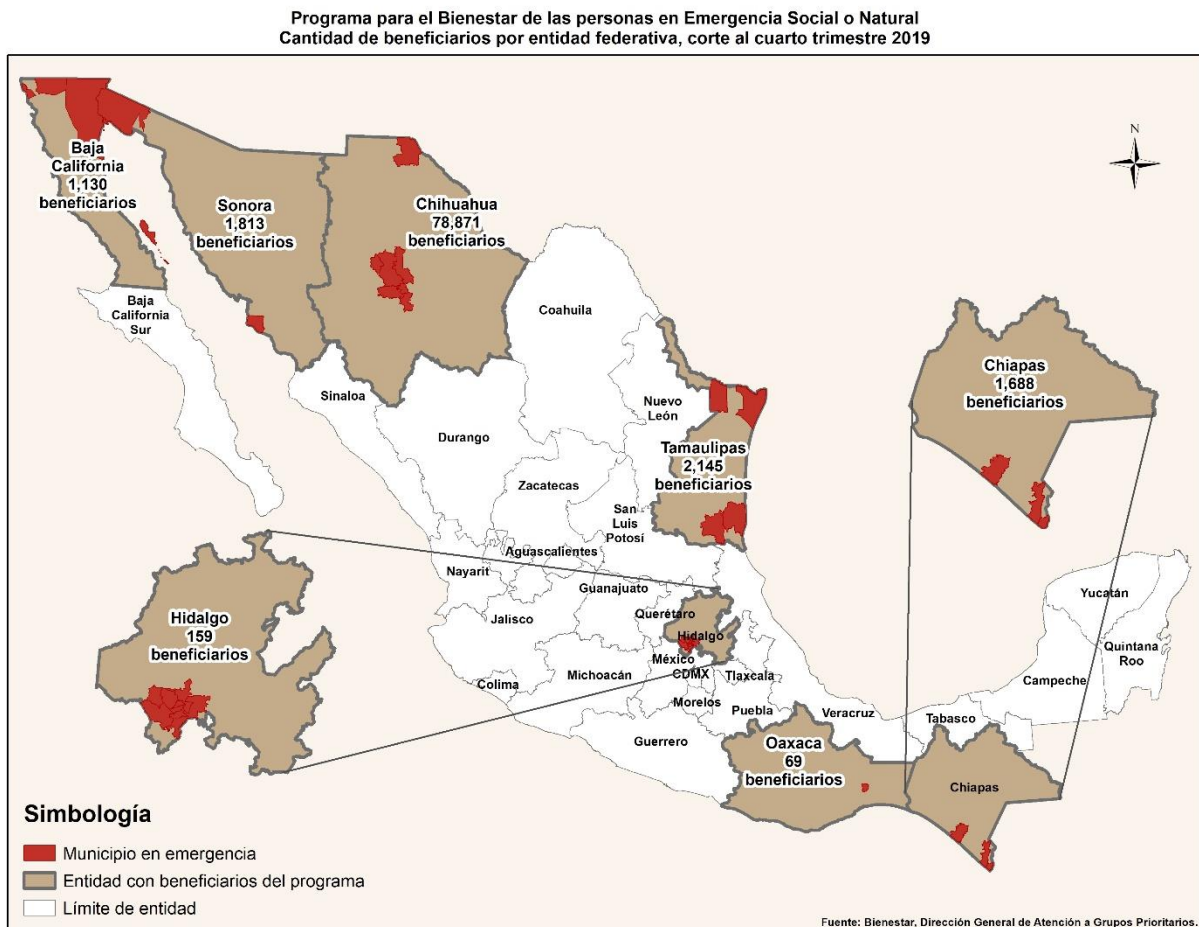 Programa para el Bienestar de las personas en Emergencia Social o Natural
Cantidad de beneficiarios por entidad federativa, corte al cuarto trimestre 2019
N
Baja
California
1,130
beneficiarios
Sonora
1,813
beneficiarios
Chihuahua
78,871
beneficiarios
Coahuila
Baja
California
Sur
Sinaloa
Nuevo
León
Chiapas
1,688
beneficiarios
Durango
Tamaulipas
2,145
beneficiarios
Zacatecas
San
Luis
Potosí
Aguascalientes
Nayarit
Guanajuato
Jalisco
Querétaro
Hidalgo
Hidalgo
159
beneficiarios
Yucatán
Quintana
Roo
Campeche
México
CDMX
Tlaxcala
Michoacán
Colima
Morelos
Puebla
Veracruz
Tabasco
Guerrero
Oaxaca
69
beneficiarios
Chiapas
Simbología
Municipio en emergencia
Entidad con beneficiarios del programa
Límite de entidad
Fuente: Bienestar, Dirección General de Atención a Grupos Prioritarios.